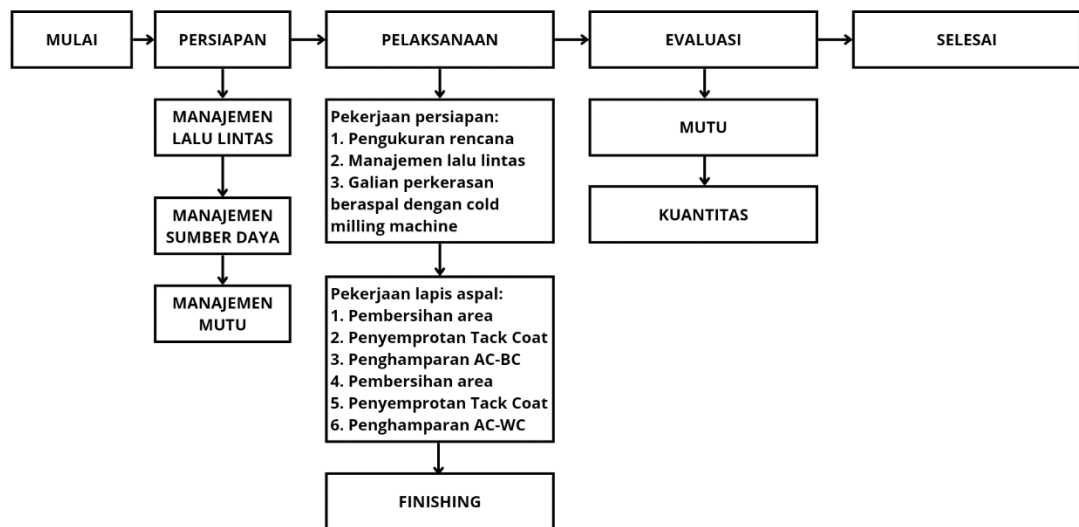 MULAI
PERSIAPAN
PELAKSANAAN
EVALUASI
SELESAI
MANAJEMEN
LALU LINTAS
MANAJEMEN
SUMBER DAYA
MANAJEMEN
MUTU
Pekerjaan persiapan:
1. Pengukuran rencana
2. Manajemen lalu lintas
3. Galian perkerasan
beraspal dengan cold
milling machine
Pekerjaan lapis aspal:
1. Pembersihan area
2. Penyemprotan Tack Coat
3. Penghamparan AC-BC
4. Pembersihan area
5. Penyemprotan Tack Coat
6. Penghamparan AC-WC
FINISHING
MUTU
KUANTITAS